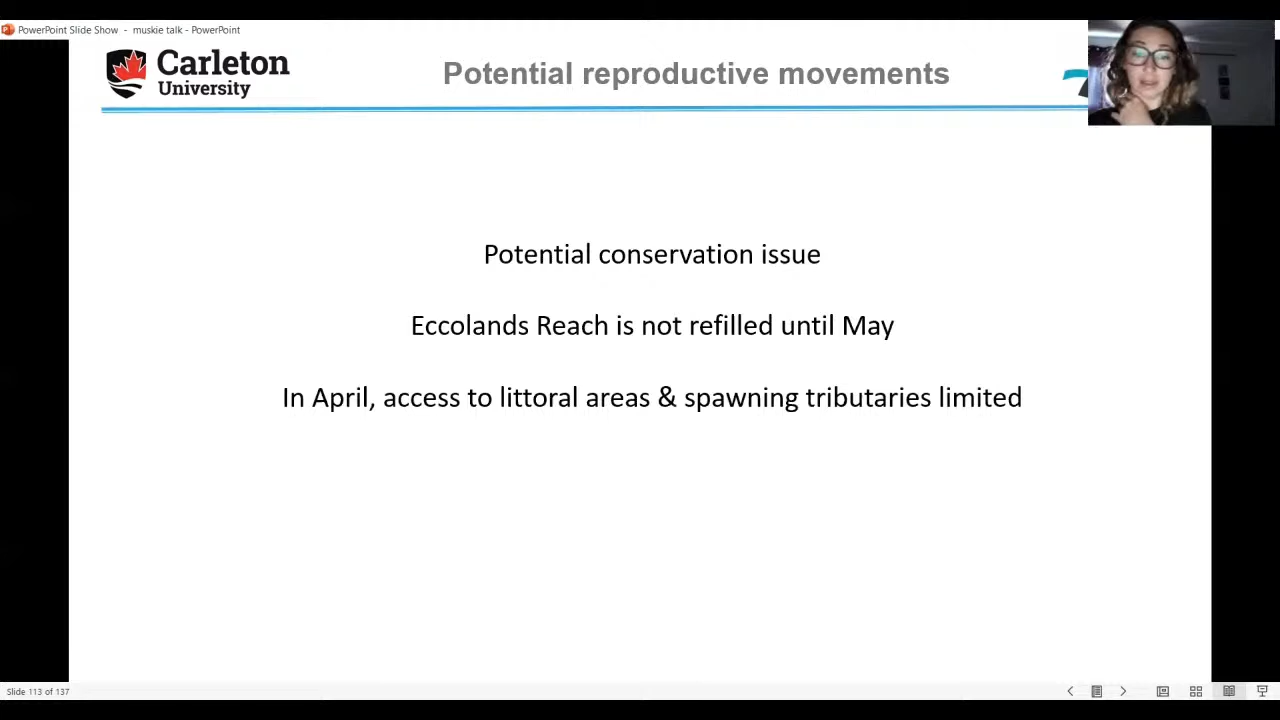 PowerPoint Slide Show - muskie talk - PowerPoint
Carleton
University
Potential reproductive movements
Potential conservation issue
Eccolands Reach is not refilled until May
In April, access to littoral areas & spawning tributaries limited
Slide 113 of 137